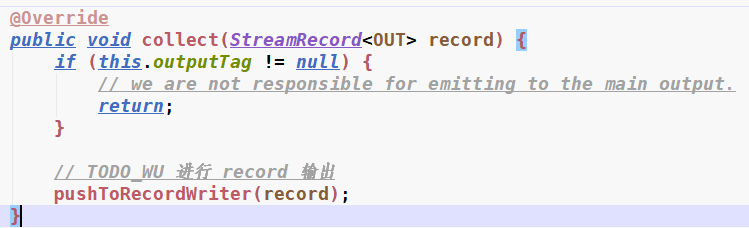 @Override
public void collect(StreamRecord<OUT> record) {
    if (this.outputTag != null) {
        // we are not responsible for emitting to the main output.
        return;
    }

    // TODO_WU 进行 record 输出
    pushToRecordWriter(record);
}